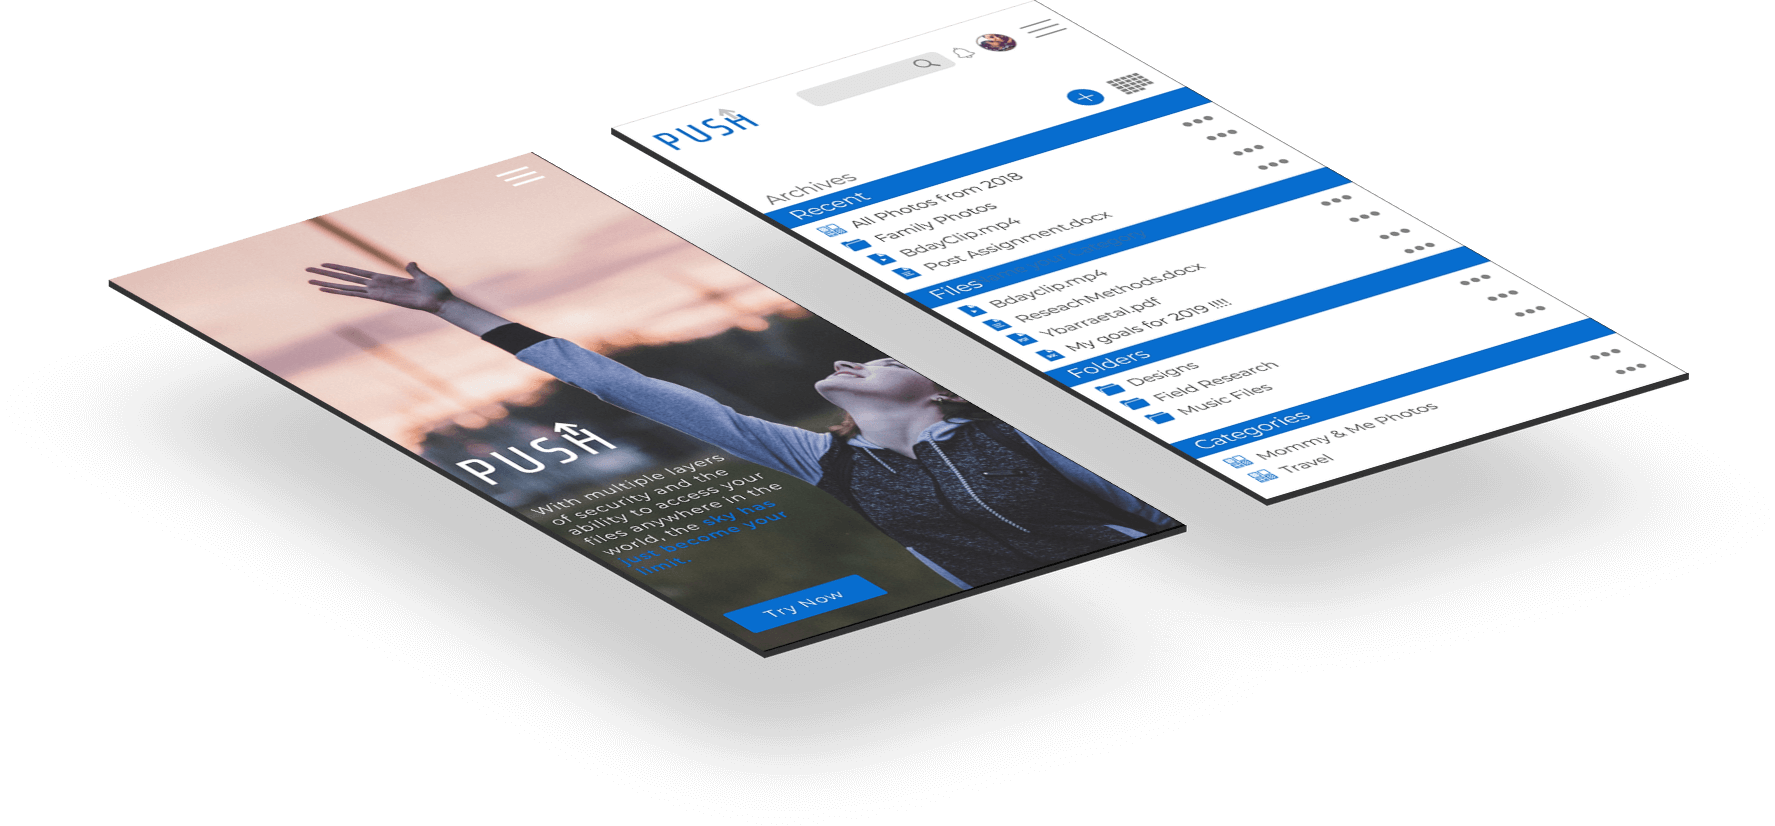 PUSH
With multiple layers
of security and the
ability to access your
files anywhere in the
world, the sky has
just become your
limit.
Try Now
PUSH
Archives
Recent
All Photos from 2018
Family Photos
BdayClip.mp4
Post Assignment.docx
Files
Bdayclip.mp4
ReseachMethods.docx
Ybarraetal.pdf
My goals for 2019 !!!!
Folders
Designs
Field Research
Music Files
Categories
Mommy & Me Photos
Travel